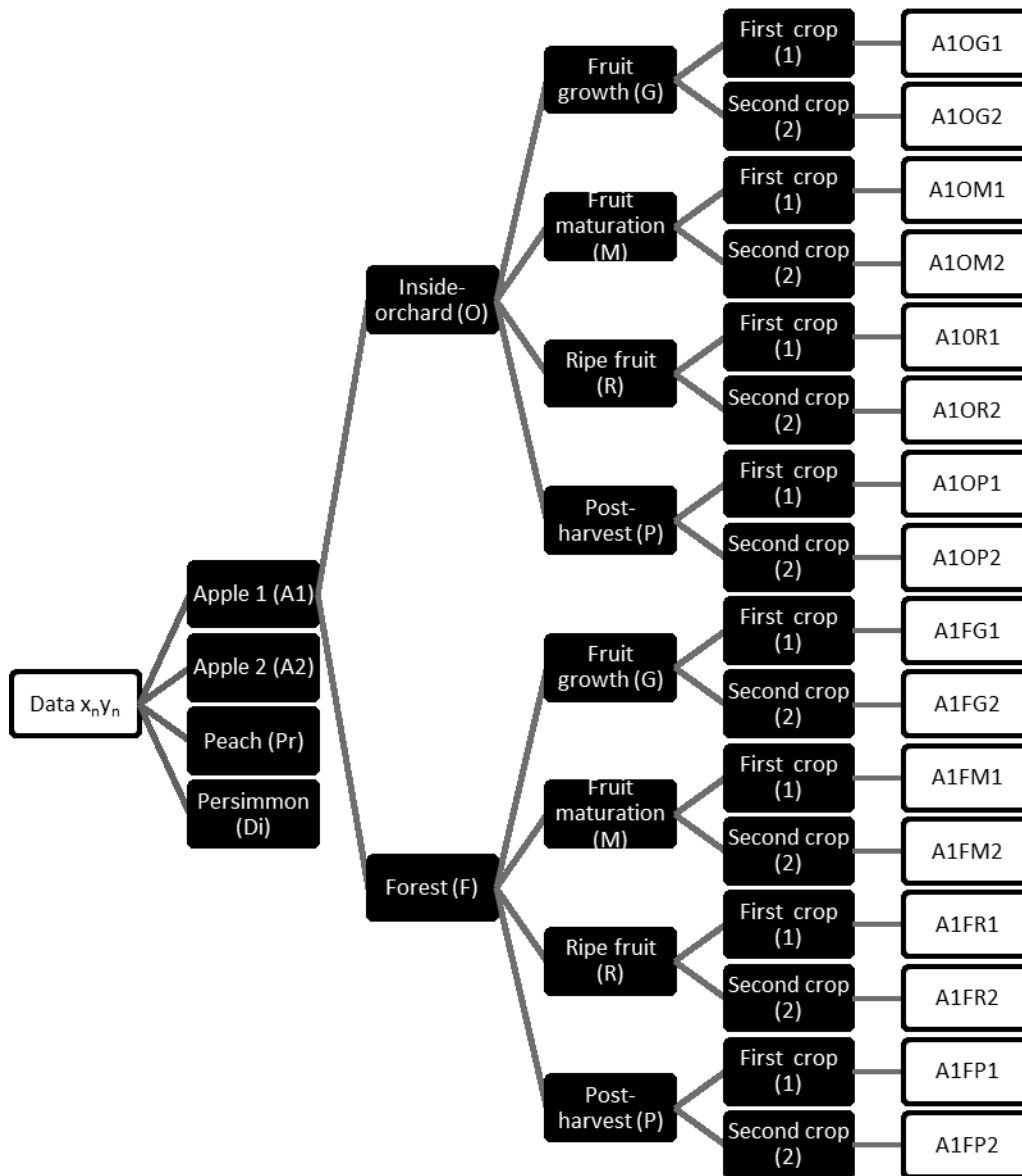 Data xnyn
Apple 1 (A1)
Apple 2 (A2)
Peach (Pr)
Persimmon
(Di)
Inside-
orchard (O)
Forest (F)
Fruit
growth (G)
Fruit
maturation
(M)
Ripe fruit
(R)
Post-
harvest (P)
Fruit
growth (G)
Fruit
maturation
(M)
Ripe fruit
(R)
Post-
harvest (P)
First crop
(1)
A1OG1
Second crop
(2)
A1OG2
First crop
(1)
A1OM1
Second crop
(2)
A1OM2
First crop
(1)
A10R1
Second crop
(2)
A1OR2
First crop
(1)
A1OP1
Second crop
(2)
A1OP2
First crop
(1)
A1FG1
Second crop
(2)
A1FG2
First crop
(1)
A1FM1
Second crop
(2)
A1FM2
First crop
(1)
A1FR1
Second crop
(2)
A1FR2
First crop
(1)
A1FP1
Second crop
(2)
A1FP2